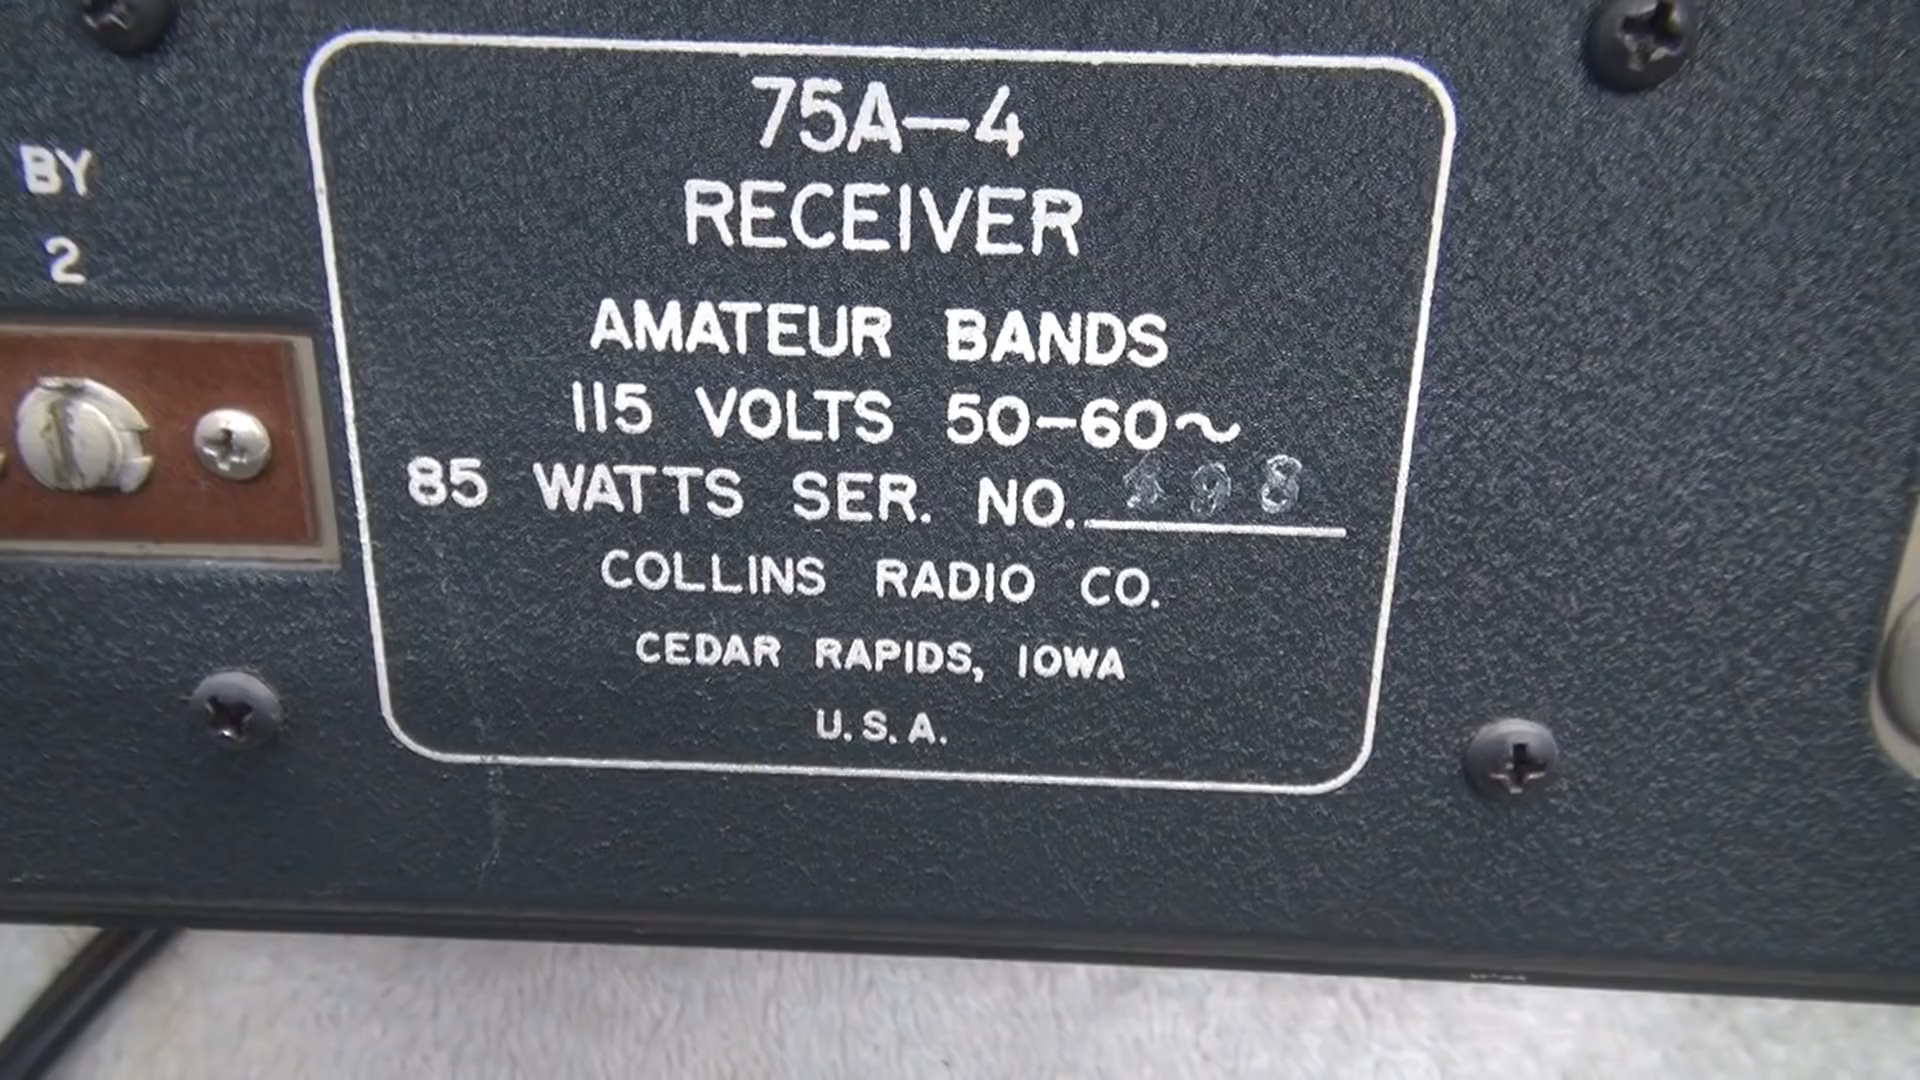 BY
2
75A—4
RECEIVER
AMATEUR BANDS
115 VOLTS 50-60~
85 WATTS SER. NO.
COLLINS RADIO CO.
CEDAR RAPIDS, IOWA
U.S.A.